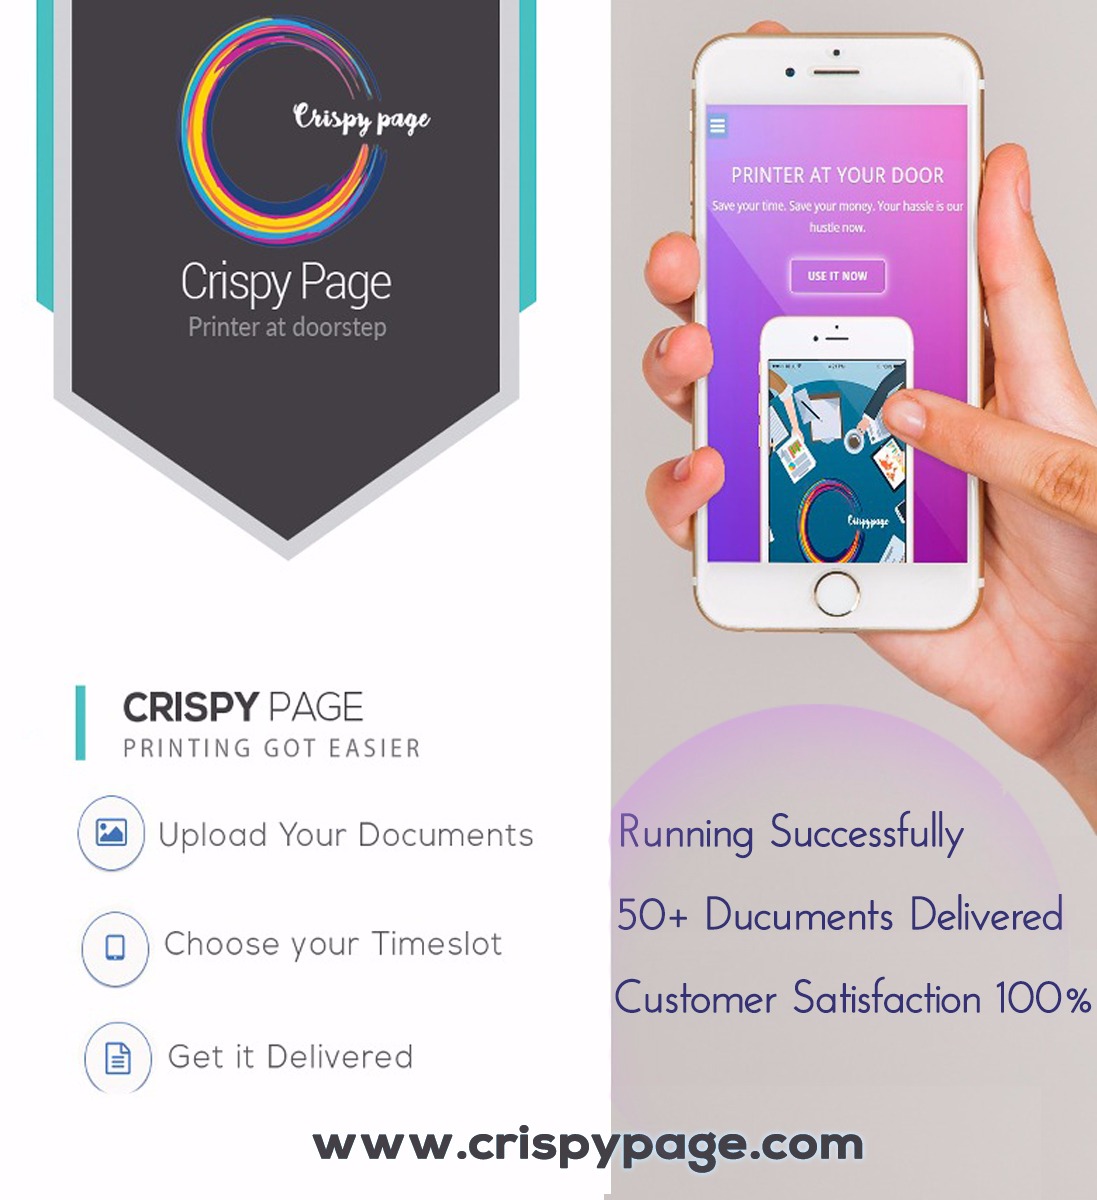 Crispy page
Crispy Page
Printer at doorstep
PRINTER AT YOUR DOOR
Save your time. Save your money. Your hassle is our
hustle now.
USE IT NOW
Crispypage
CRISPY PAGE
PRINTING GOT EASIER
Upload Your Documents
Choose your Timeslot
Get it Delivered
Running Successfully
50+ Ducuments Delivered
Customer Satisfaction 100%
www.crispypage.com